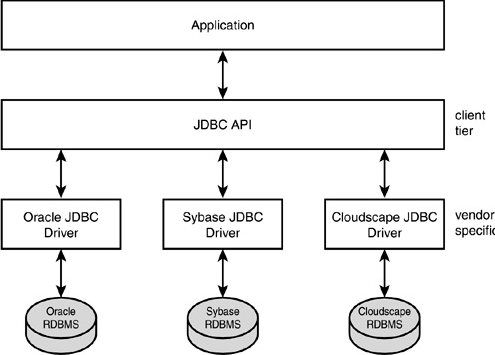 Application
JDBC API
client
tier
Oracle JDBC
Driver
Sybase JDBC
Driver
Cloudscape JDBC
Driver
vendor
specific
Oracle
RDBMS
Sybase
RDBMS
Cloudscape
RDBMS